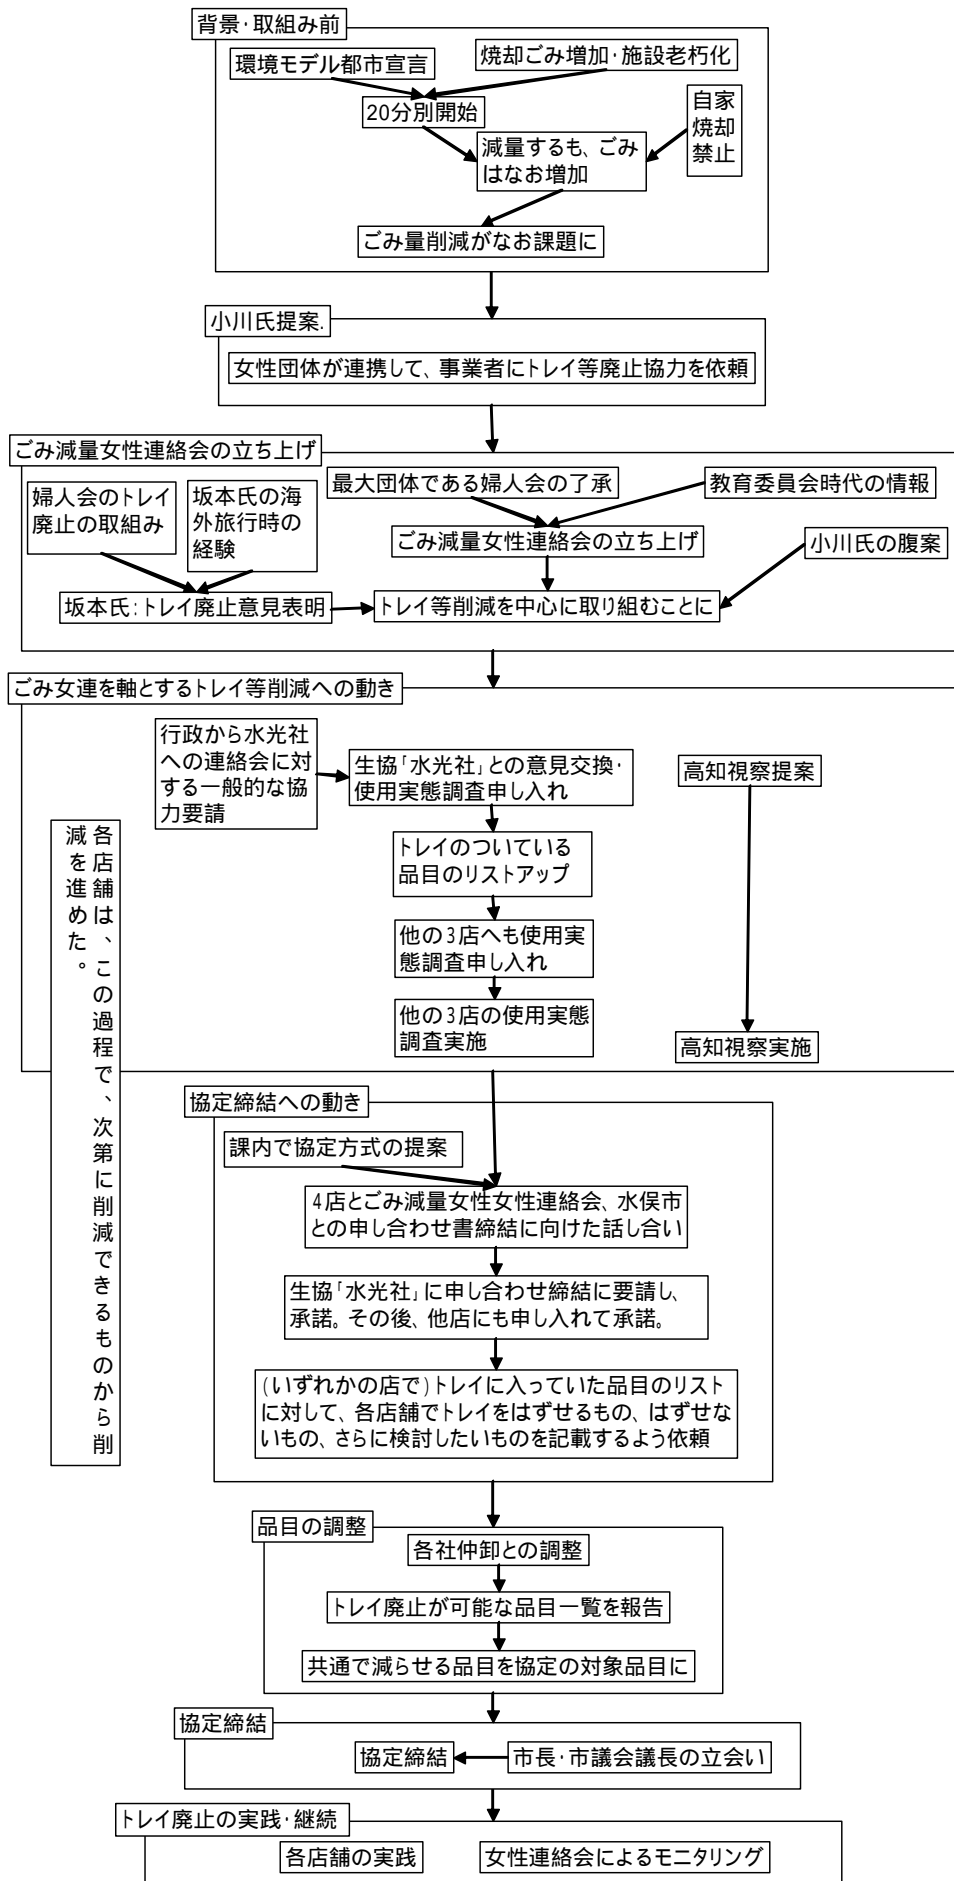 背景・取組み前
環境モデル都市宣言
焼却ごみ増加・施設老朽化
20分別開始
自家
焼却
禁止
減量するも、ごみ
はなお増加
ごみ量削減がなお課題に
小川氏提案.
女性団体が連携して、事業者にトレイ等廃止協力を依頼
ごみ減量女性連絡会の立ち上げ
婦人会のトレイ
廃止の取組み
坂本氏の海
外旅行時の
経験
最大団体である婦人会の了承
教育委員会時代の情報
ごみ減量女性連絡会の立ち上げ
小川氏の腹案
坂本氏:トレイ廃止意見表明
トレイ等削減を中心に取り組むことに
ごみ女連を軸とするトレイ等削減への動き
行政から水光社
への連絡会に対
する一般的な協
力要請
生協「水光社」との意見交換・
使用実態調査申し入れ
高知視察提案
トレイのついている
品目のリストアップ
他の3店へも使用実
態調査申し入れ
他の3店の使用実態
調査実施
高知視察実施
各店舗は、この過程で、次第に削減できるものから削
減を進めた。
協定締結への動き
課内で協定方式の提案
4店とごみ減量女性女性連絡会、水俣市
との申し合わせ書締結に向けた話し合い
生協「水光社」に申し合わせ締結に要請し、
承諾。その後、他店にも申し入れて承諾。
(いずれかの店で)トレイに入っていた品目のリスト
に対して、各店舗でトレイをはずせるもの、はずせな
いもの、さらに検討したいものを記載するよう依頼
品目の調整
各社仲卸との調整
トレイ廃止が可能な品目一覧を報告
共通で減らせる品目を協定の対象品目に
協定締結
協定締結
市長・市議会議長の立会い
トレイ廃止の実践・継続
各店舗の実践
女性連絡会によるモニタリング